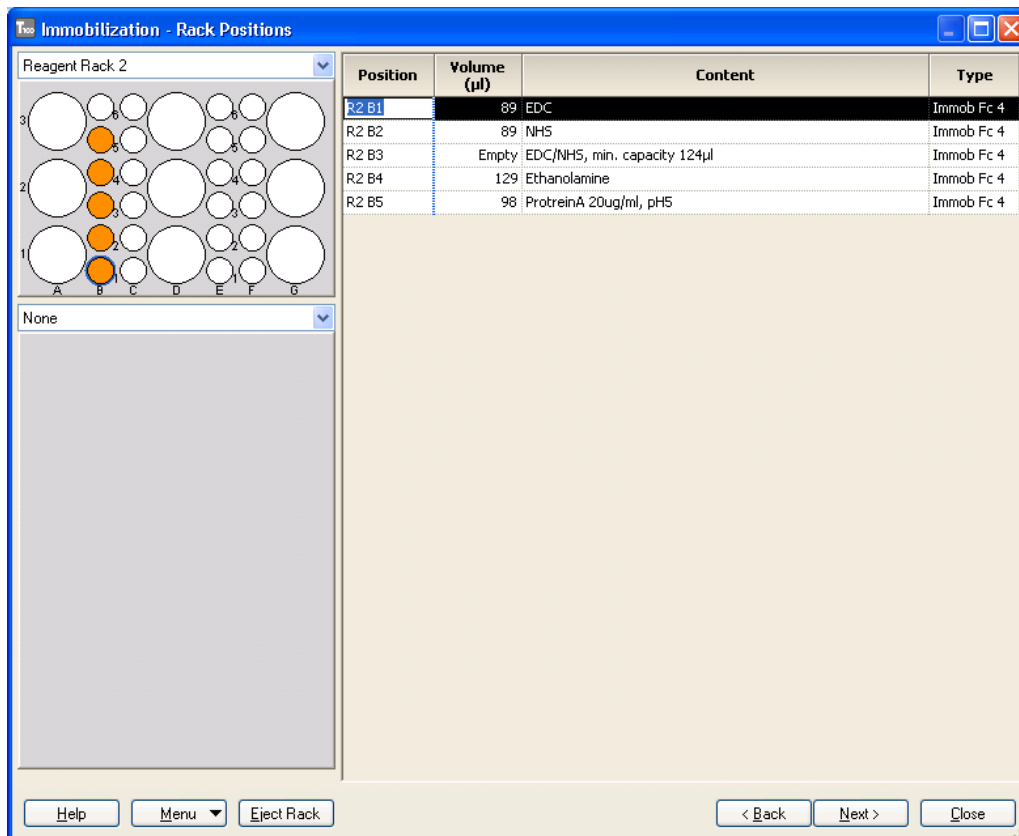 T100 Immobilization - Rack Positions
Reagent Rack 2
3
2
1
6
5
4
3
2
1
6
5
4
3
2
1
A B C D E F G
None
Position Volume (µl) Content Type
R2 B1 89 EDC Immob Fc 4
R2 B2 89 NHS Immob Fc 4
R2 B3 Empty EDC/NHS, min. capacity 124µl Immob Fc 4
R2 B4 129 Ethanolamine Immob Fc 4
R2 B5 98 ProtreinA 20ug/ml, pH5 Immob Fc 4
Help Menu Eject Rack < Back Next > Close